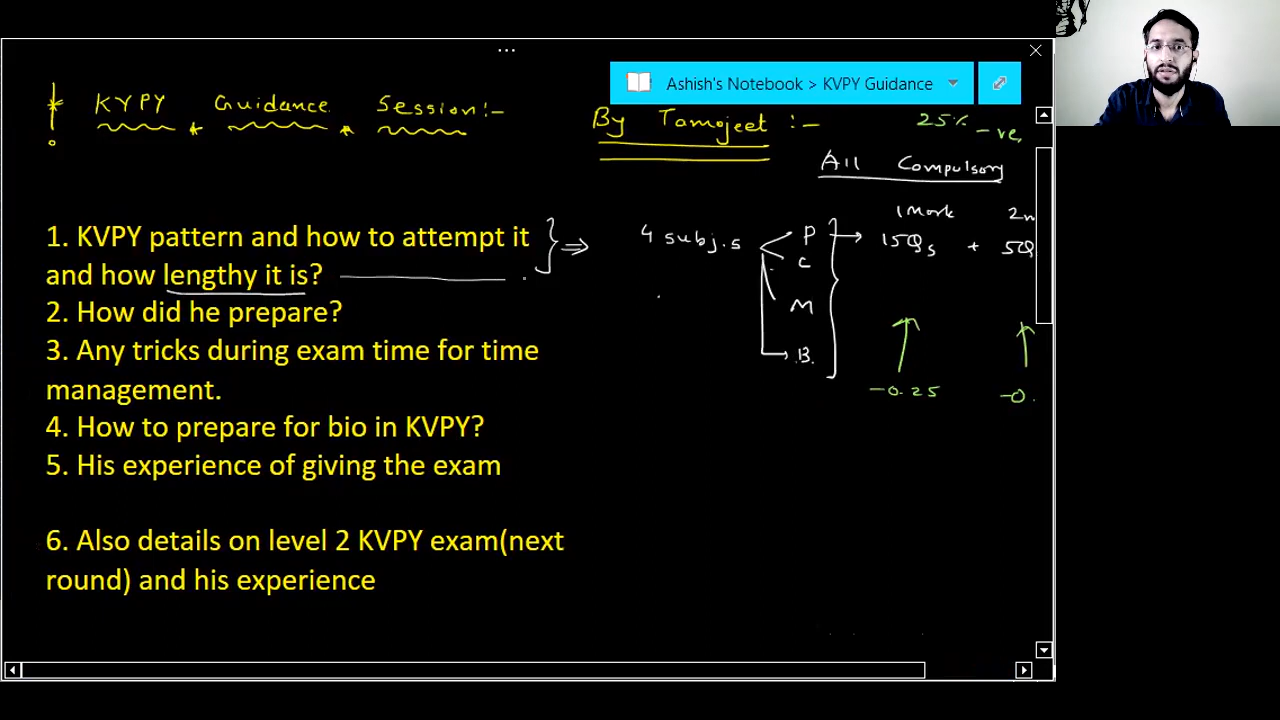 Ashish's Notebook > KVPY Guidance
KVPY Guidance Session :-
By Tamojeet :-
25% -ve
All Compulsory
1. KVPY pattern and how to attempt it
and how lengthy it is?
2. How did he prepare?
3. Any tricks during exam time for time
management.
4. How to prepare for bio in KVPY?
5. His experience of giving the exam
6. Also details on level 2 KVPY exam(next
round) and his experience
4 subj.s
P
C
M
B.
1 Mark
15Qs + 5Q
-0.25
-0.